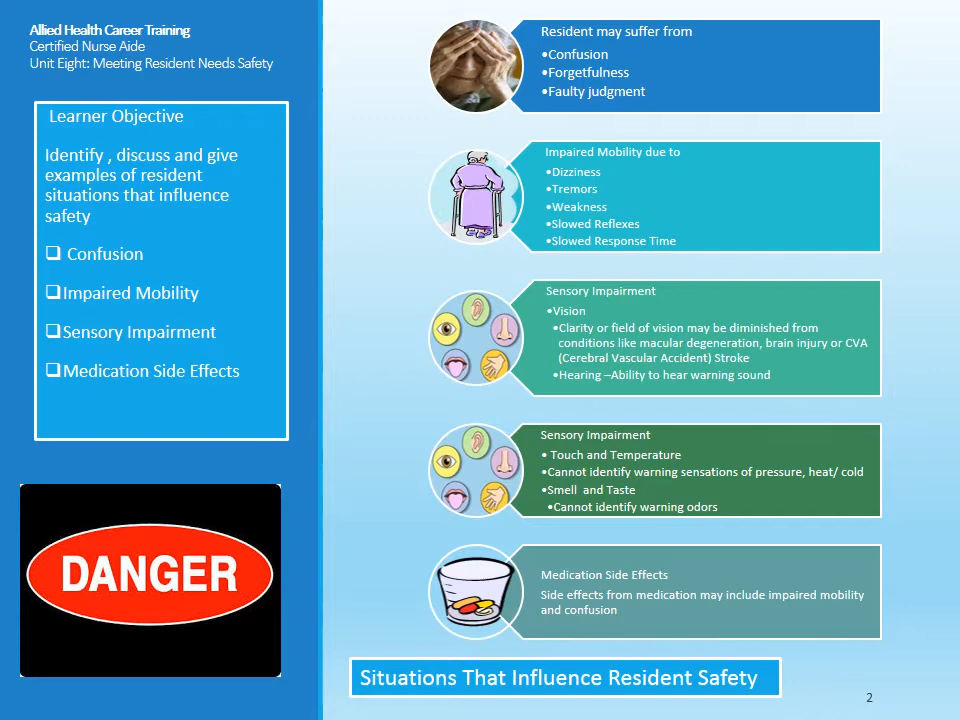 Allied Health Career Training
Certified Nurse Aide
Unit Eight: Meeting Resident Needs Safety
Learner Objective
Identify , discuss and give
examples of resident
situations that influence
safety
❑ Confusion
❑Impaired Mobility
❑Sensory Impairment
❑Medication Side Effects
DANGER
Resident may suffer from
•Confusion
•Forgetfulness
•Faulty judgment
Impaired Mobility due to
•Dizziness
•Tremors
•Weakness
•Slowed Reflexes
•Slowed Response Time
Sensory Impairment
•Vision
•Clarity or field of vision may be diminished from
conditions like macular degeneration, brain injury or CVA
(Cerebral Vascular Accident) Stroke
•Hearing –Ability to hear warning sound
Sensory Impairment
• Touch and Temperature
•Cannot identify warning sensations of pressure, heat/ cold
•Smell and Taste
•Cannot identify warning odors
Medication Side Effects
Side effects from medication may include impaired mobility
and confusion
Situations That Influence Resident Safety
2